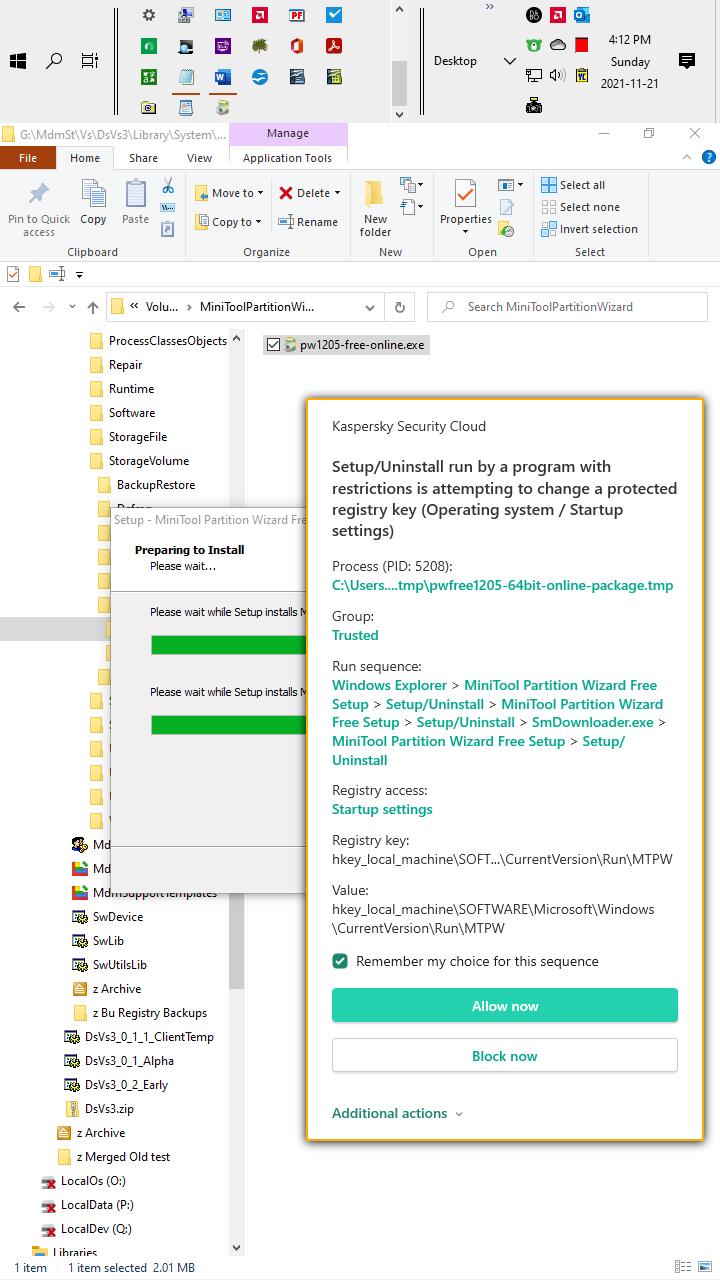 Desktop
4:12 PM
Sunday
2021-11-21
G:\MdmSt\Vs\DsVs3\Library\System\...
Manage
File
Home
Share
View
Application Tools
Pin to Quick access
Copy
Paste
Move to
Copy to
Delete
Rename
New folder
Properties
Select all
Select none
Invert selection
Clipboard
Organize
New
Open
Select
« Volu... › MiniToolPartitionWi...
Search MiniToolPartitionWizard
ProcessClassesObjects
Repair
Runtime
Software
StorageFile
StorageVolume
BackupRestore
pw1205-free-online.exe
Setup - MiniTool Partition Wizard Fre
Preparing to Install
Please wait...
Please wait while Setup installs M
Please wait while Setup installs M
Kaspersky Security Cloud
Setup/Uninstall run by a program with
restrictions is attempting to change a protected
registry key (Operating system / Startup
settings)
Process (PID: 5208):
C:\Users....tmp\pwfree1205-64bit-online-package.tmp
Group:
Trusted
Run sequence:
Windows Explorer > MiniTool Partition Wizard Free
Setup > Setup/Uninstall > MiniTool Partition Wizard
Free Setup > Setup/Uninstall > SmDownloader.exe >
MiniTool Partition Wizard Free Setup > Setup/
Uninstall
Registry access:
Startup settings
Registry key:
hkey_local_machine\SOFT...\CurrentVersion\Run\MTPW
Value:
hkey_local_machine\SOFTWARE\Microsoft\Windows
\CurrentVersion\Run\MTPW
Remember my choice for this sequence
Allow now
Block now
Additional actions
MdmSupportTemplates
SwDevice
SwLib
SwUtilsLib
z Archive
z Bu Registry Backups
DsVs3_0_1_1_ClientTemp
DsVs3_0_1_Alpha
DsVs3_0_2_Early
DsVs3.zip
z Archive
z Merged Old test
LocalOs (O:)
LocalData (P:)
LocalDev (Q:)
Libraries
1 item
1 item selected 2.01 MB